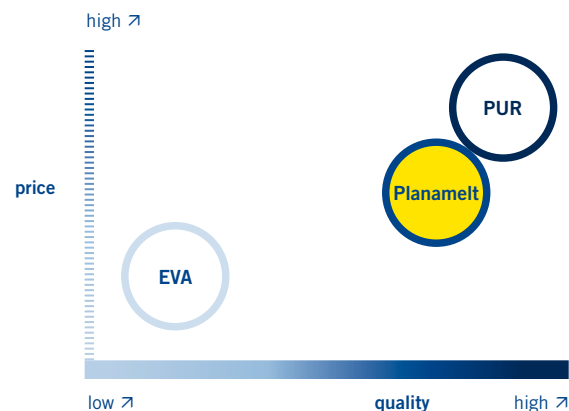 high ↗
PUR
price
Planamelt
EVA
low ↗
quality
high ↗